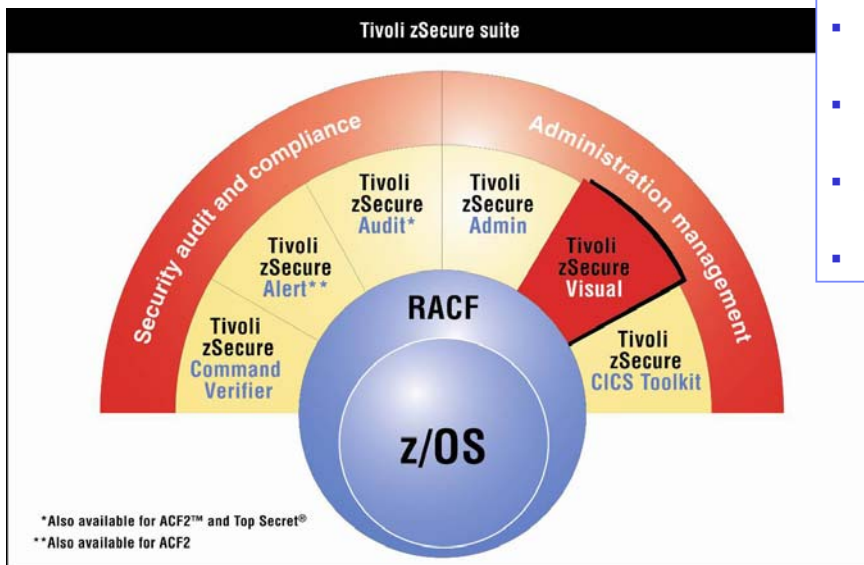 Tivoli zSecure suite
Security audit and compliance
Administration management
Tivoli
zSecure
Command
Verifier
Tivoli
zSecure
Alert**
Tivoli
zSecure
Audit*
Tivoli
zSecure
Admin
Tivoli
zSecure
Visual
Tivoli
zSecure
CICS Toolkit
RACF
z/OS
*Also available for ACF2™ and Top Secret®
**Also available for ACF2